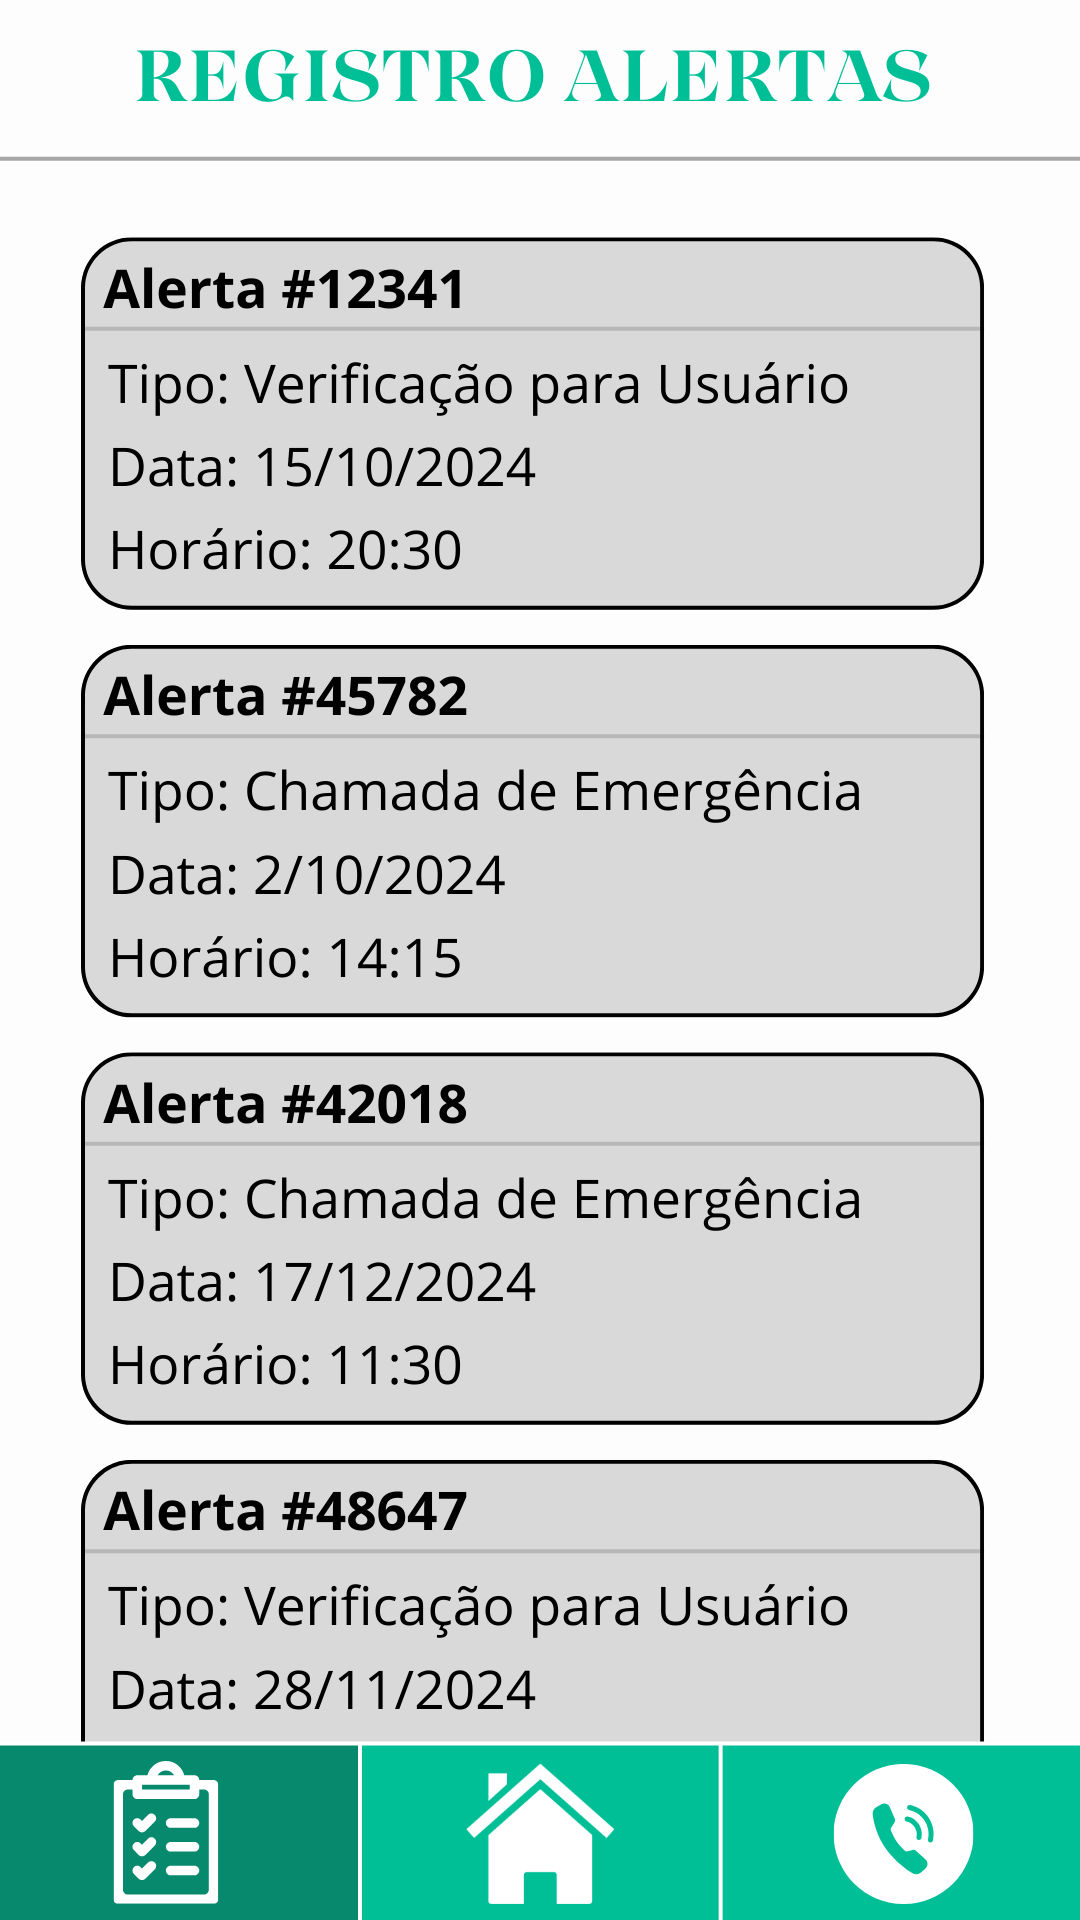 REGISTRO ALERTAS
Alerta #12341
Tipo: Verificação para Usuário
Data: 15/10/2024
Horário: 20:30
Alerta #45782
Tipo: Chamada de Emergência
Data: 2/10/2024
Horário: 14:15
Alerta #42018
Tipo: Chamada de Emergência
Data: 17/12/2024
Horário: 11:30
Alerta #48647
Tipo: Verificação para Usuário
Data: 28/11/2024